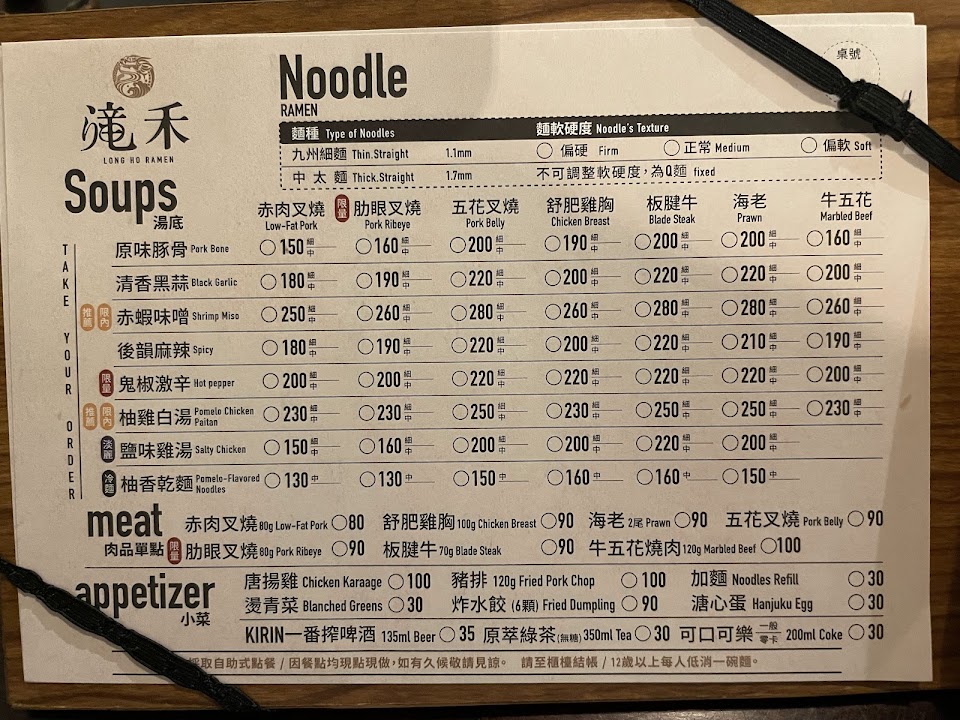 桌號
滝禾
LONG HO RAMEN
Noodle
RAMEN
麵種 Type of Noodles 麵軟硬度 Noodle's Texture
九州細麵 Thin.Straight 1.1mm 偏硬 Firm 正常 Medium 偏軟 Soft
中太麵 Thick.Straight 1.7mm 不可調整軟硬度，為Q麵 fixed
Soups
湯底
赤肉叉燒 限量 肋眼叉燒 五花叉燒 舒肥雞胸 板腱牛 海老 牛五花
Low-Fat Pork Pork Ribeye Pork Belly Chicken Breast Blade Steak Prawn Marbled Beef
TAKE YOUR ORDER
原味豚骨 Pork Bone 150 細 中 160 細 中 200 細 中 190 細 中 200 細 中 200 細 中 160 細 中
清香黑蒜 Black Garlic 180 細 中 190 細 中 220 細 中 200 細 中 220 細 中 220 細 中 200 細 中
推薦 限內 赤蝦味噌 Shrimp Miso 250 細 中 260 細 中 280 細 中 260 細 中 280 細 中 280 細 中 260 細 中
後韻麻辣 Spicy 180 細 中 190 細 中 220 細 中 200 細 中 220 細 中 210 細 中 190 細 中
限量 鬼椒激辛 Hot pepper 200 細 中 200 細 中 220 細 中 220 細 中 220 細 中 220 細 中 200 細 中
推薦 限內 柚雞白湯 Pomelo Chicken Paitan 230 細 中 230 細 中 250 細 中 230 細 中 250 細 中 250 細 中 230 細 中
淡麗 鹽味雞湯 Salty Chicken 150 細 中 160 細 中 200 細 中 200 細 中 220 細 中 200 細 中
冷麵 柚香乾麵 Pomelo-Flavored Noodles 130 中 130 中 150 中 160 中 160 中 150 中
meat
肉品單點
赤肉叉燒 80g Low-Fat Pork 80 舒肥雞胸 100g Chicken Breast 90 海老 2尾 Prawn 90 五花叉燒 Pork Belly 90
限量 肋眼叉燒 80g Pork Ribeye 90 板腱牛 70g Blade Steak 90 牛五花燒肉 120g Marbled Beef 100
appetizer
小菜
唐揚雞 Chicken Karaage 100 豬排 120g Fried Pork Chop 100 加麵 Noodles Refill 30
燙青菜 Blanched Greens 30 炸水餃 (6顆) Fried Dumpling 90 溏心蛋 Hanjuku Egg 30
KIRIN一番搾啤酒 135ml Beer 35 原萃綠茶(無糖) 350ml Tea 30 可口可樂 一般 零卡 200ml Coke 30
採取自助式點餐 / 因餐點均現點現做，如有久候敬請見諒。 請至櫃檯結帳 / 12歲以上每人低消一碗麵。